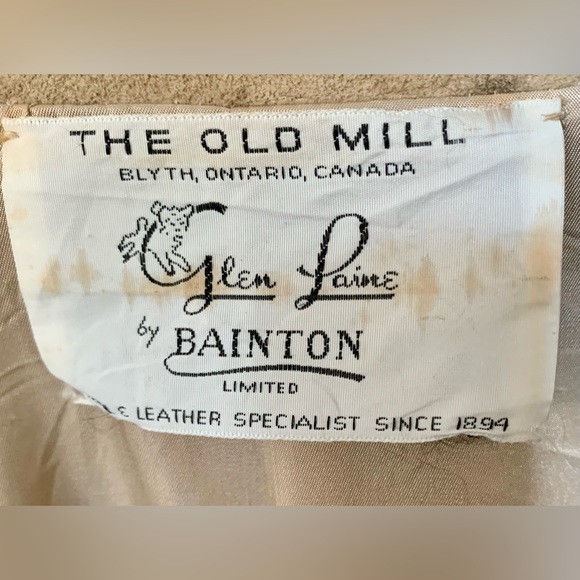 THE OLD MILL
BLYTH, ONTARIO, CANADA
Glen Laine
by BAINTON
LIMITED
& LEATHER SPECIALIST SINCE 1894